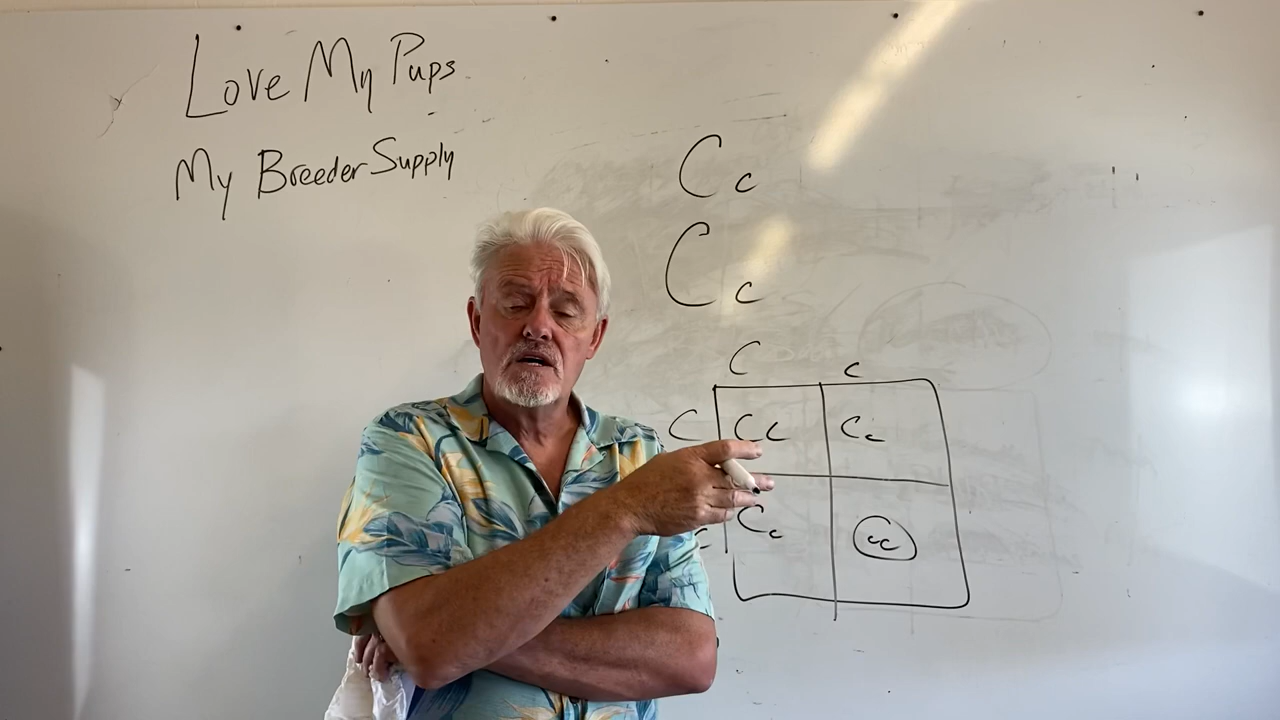 Love My Pups
My Breeder Supply
Cc
Cc
C c
C CC Cc
c Cc cc